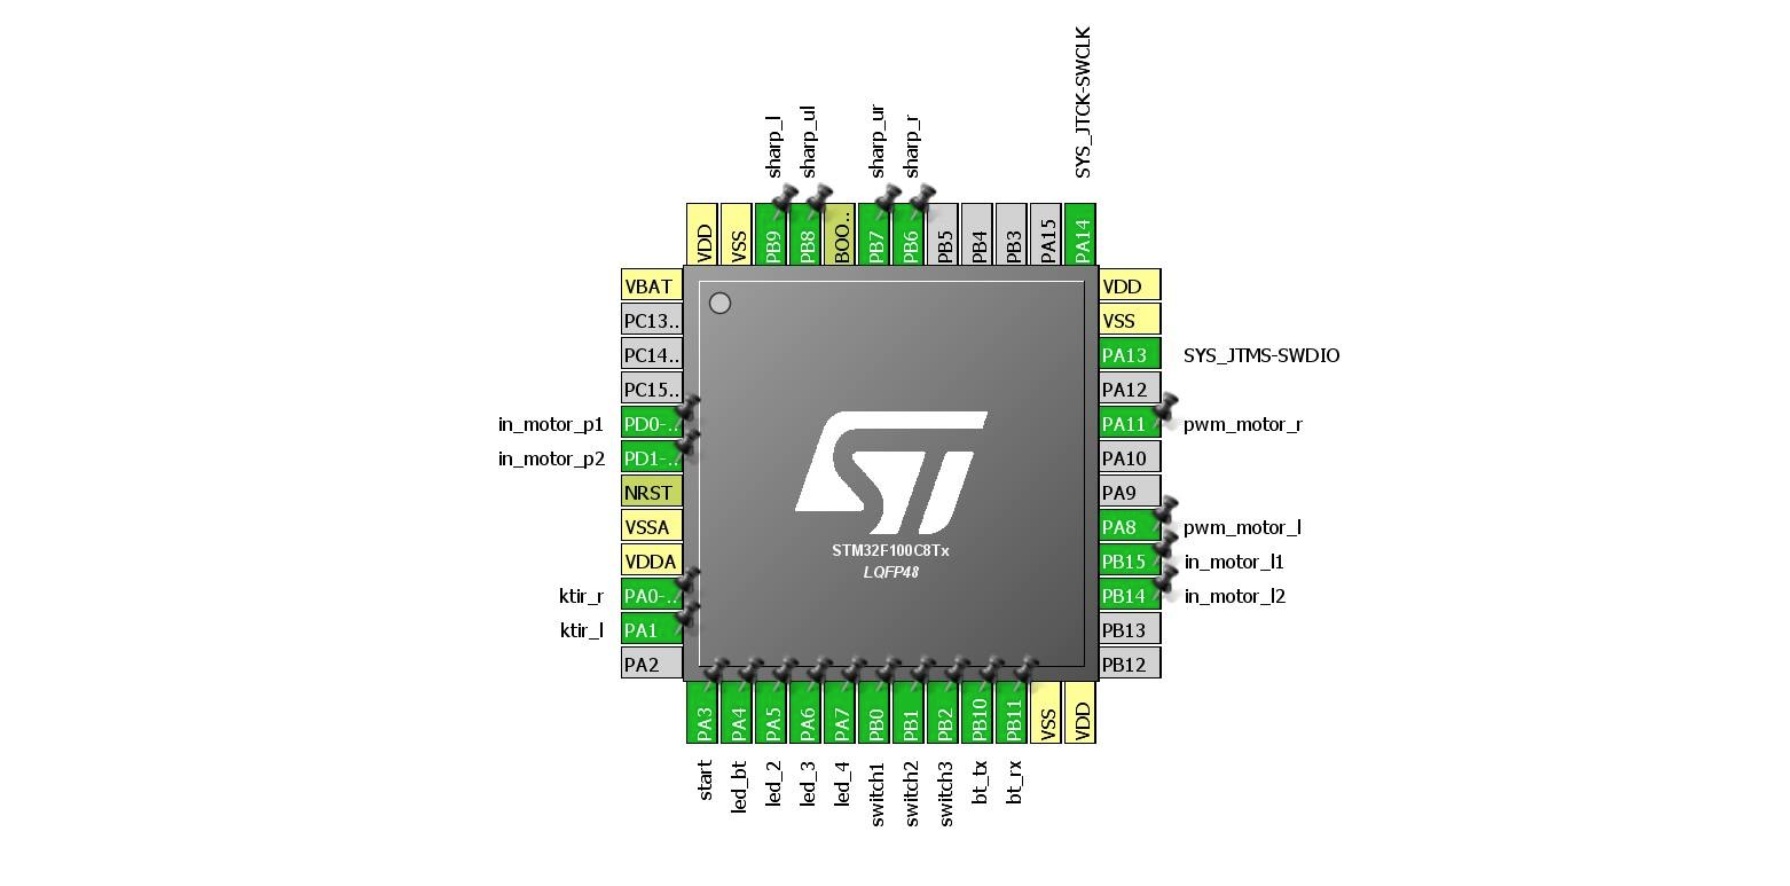 SYS_JTCK-SWCLK
sharp_l
sharp_ul
sharp_ur
sharp_r
VDD
VSS
PB9
PB8
BOO..
PB7
PB6
PB5
PB4
PB3
PA15
PA14
VBAT
PC13..
PC14..
PC15..
in_motor_p1 PD0-..
in_motor_p2 PD1-..
NRST
VSSA
VDDA
ktir_r PA0-..
ktir_l PA1
PA2
VDD
VSS
PA13 SYS_JTMS-SWDIO
PA12
PA11 pwm_motor_r
PA10
PA9
PA8 pwm_motor_l
PB15 in_motor_l1
PB14 in_motor_l2
PB13
PB12
ST
STM32F100C8Tx
LQFP48
PA3
PA4
PA5
PA6
PA7
PB0
PB1
PB2
PB10
PB11
VSS
VDD
start
led_bt
led_2
led_3
led_4
switch1
switch2
switch3
bt_tx
bt_rx